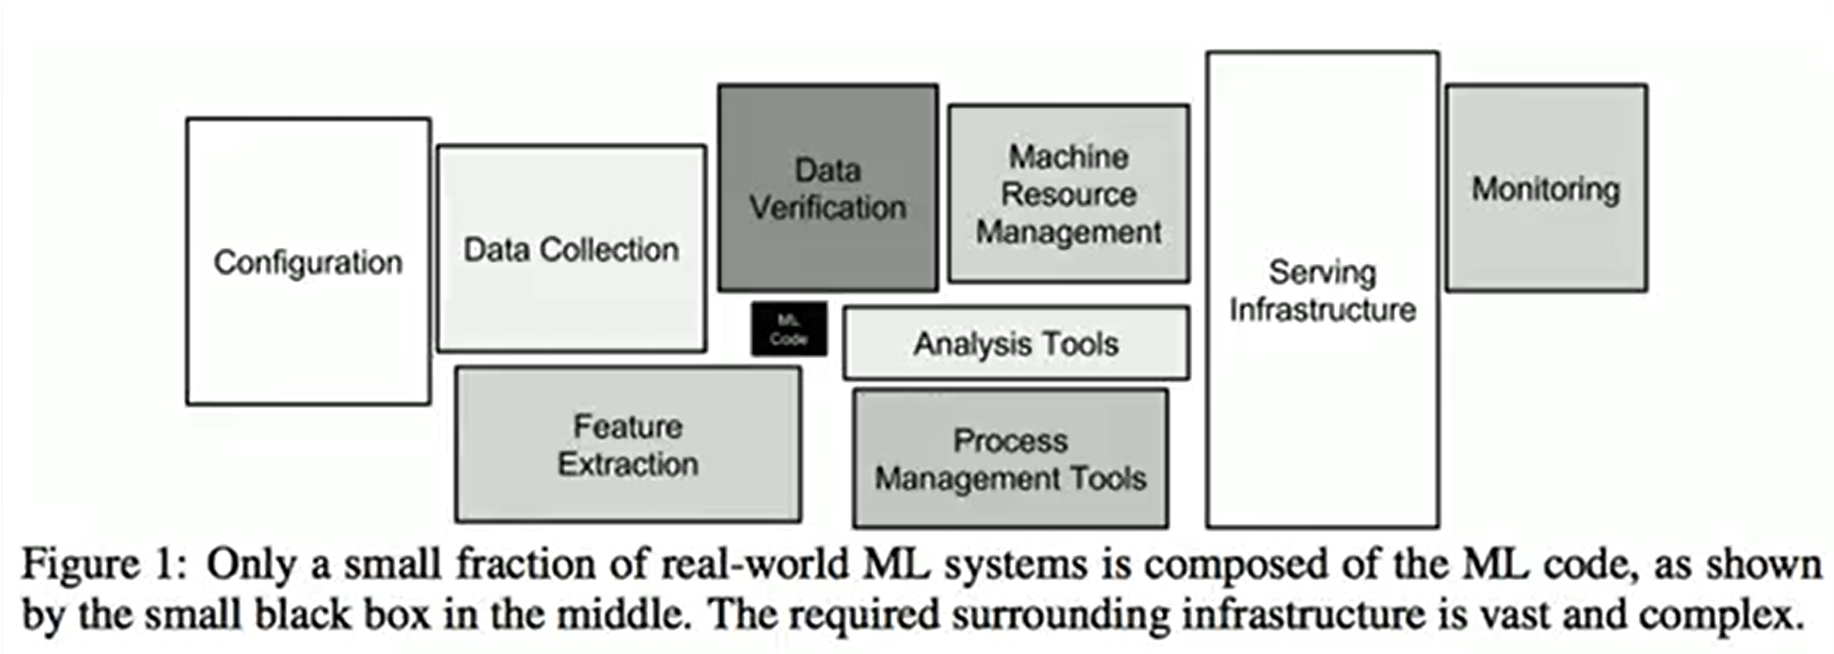 Configuration
Data Collection
Data
Verification
Machine
Resource
Management
Serving
Infrastructure
Monitoring
ML
Code
Analysis Tools
Feature
Extraction
Process
Management Tools
Figure 1: Only a small fraction of real-world ML systems is composed of the ML code, as shown
by the small black box in the middle. The required surrounding infrastructure is vast and complex.